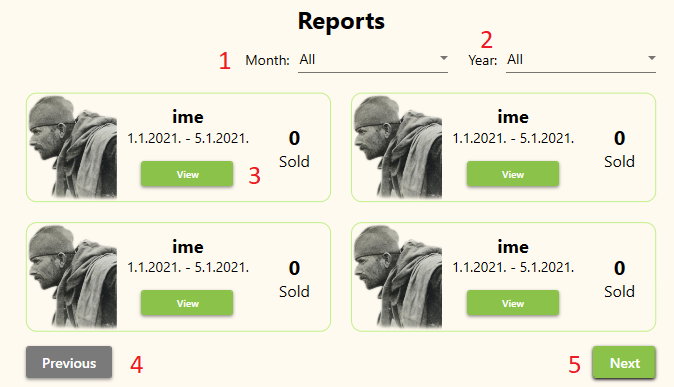 Reports
2
1 Month: All Year: All
ime ime
1.1.2021. - 5.1.2021. 0 1.1.2021. - 5.1.2021. 0
Sold Sold
View 3 View
ime ime
1.1.2021. - 5.1.2021. 0 1.1.2021. - 5.1.2021. 0
Sold Sold
View View
Previous 4 5 Next